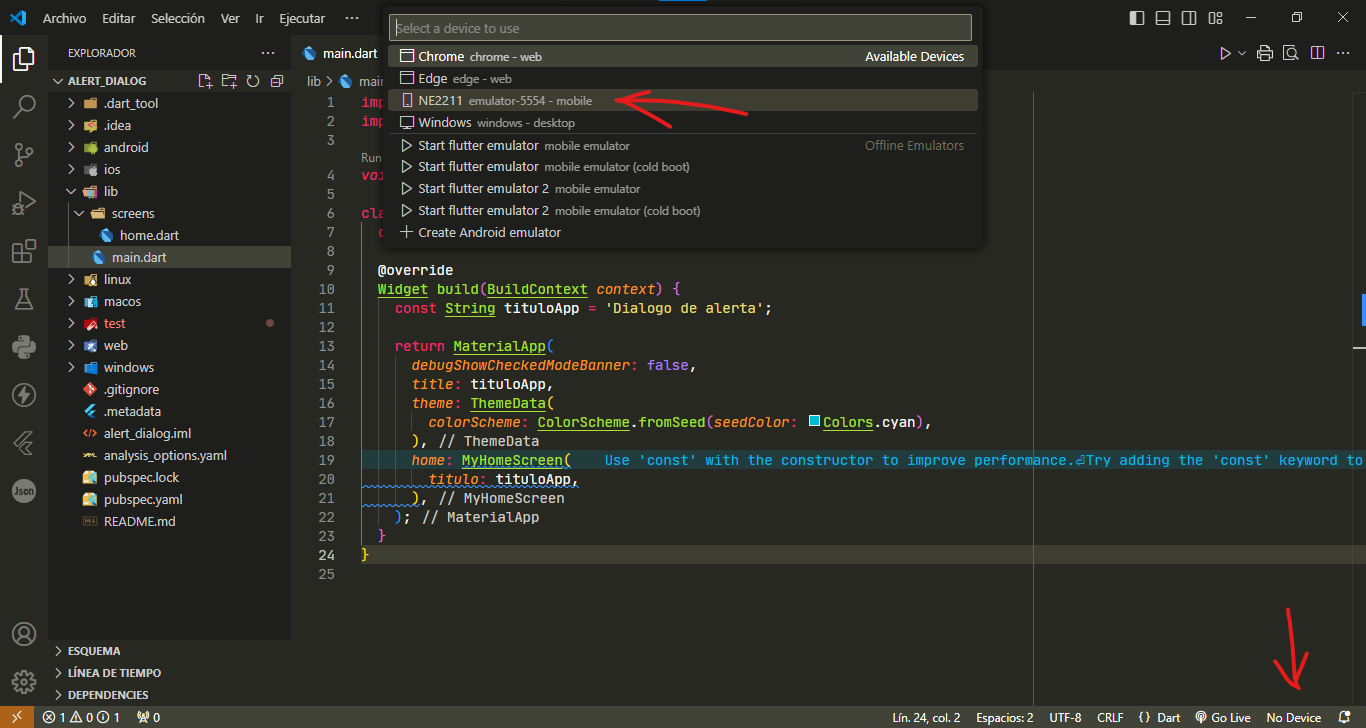 Archivo Editar Selección Ver Ir Ejecutar ···
Select a device to use
Chrome chrome - web Available Devices
Edge edge - web
NE2211 emulator-5554 - mobile
Windows windows - desktop
Start flutter emulator mobile emulator Offline Emulators
Start flutter emulator mobile emulator (cold boot)
Start flutter emulator 2 mobile emulator
Start flutter emulator 2 mobile emulator (cold boot)
Create Android emulator
EXPLORADOR ···
ALERT_DIALOG
.dart_tool
.idea
android
ios
lib
screens
home.dart
main.dart
linux
macos
test
web
windows
.gitignore
.metadata
alert_dialog.iml
analysis_options.yaml
pubspec.lock
pubspec.yaml
README.md
ESQUEMA
LÍNEA DE TIEMPO
DEPENDENCIES
Json
main.dart
lib > mai
1 imp
2 imp
3
Run
4 voi
5
6 cla
7 c
8
9 @override
10 Widget build(BuildContext context) {
11 const String tituloApp = 'Dialogo de alerta';
12
13 return MaterialApp(
14 debugShowCheckedModeBanner: false,
15 title: tituloApp,
16 theme: ThemeData(
17 colorScheme: ColorScheme.fromSeed(seedColor: Colors.cyan),
18 ), // ThemeData
19 home: MyHomeScreen( Use 'const' with the constructor to improve performance.⏎Try adding the 'const' keyword to
20 titulo: tituloApp,
21 ), // MyHomeScreen
22 ); // MaterialApp
23 }
24 }
25
1 0 1 0 Lín. 24, col. 2 Espacios: 2 UTF-8 CRLF {} Dart Go Live No Device